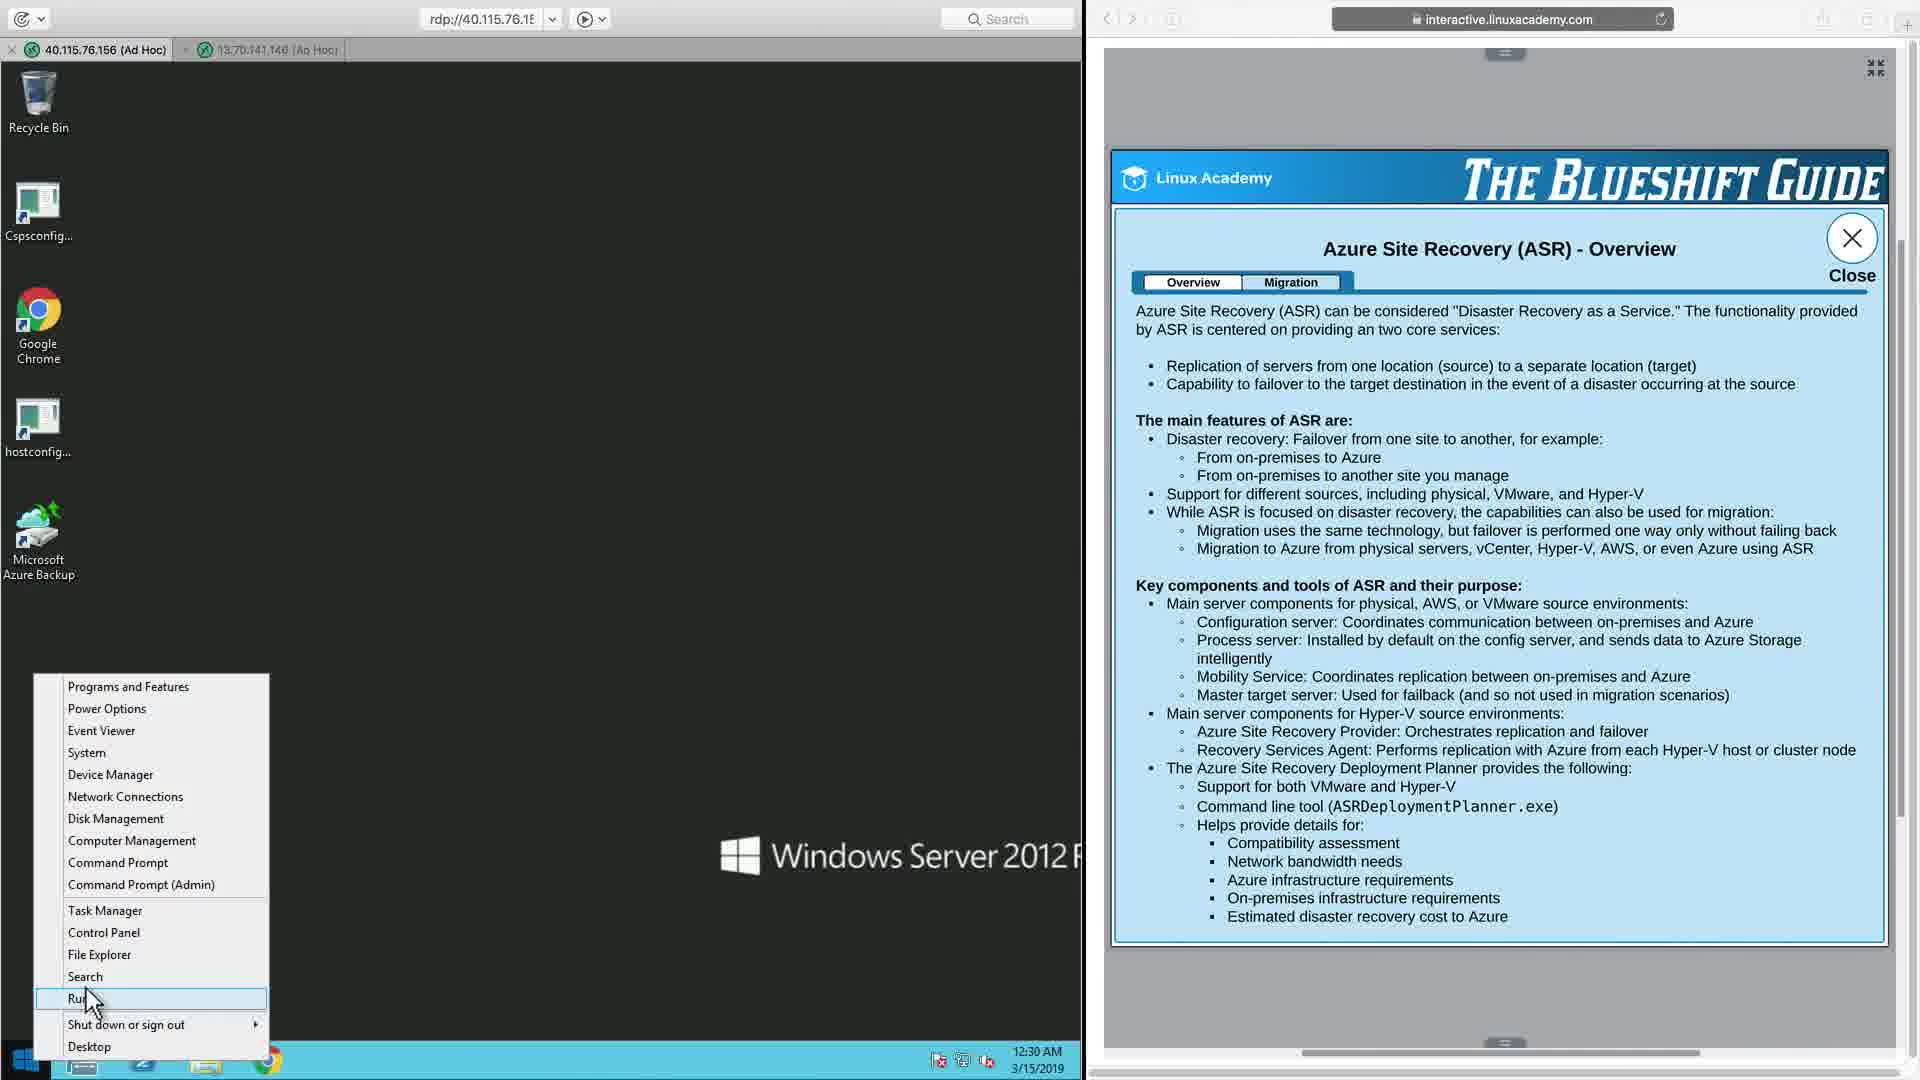 rdp://40.115.76.15
Search
40.115.76.156 (Ad Hoc)
13.70.141.146 (Ad Hoc)
Recycle Bin
Cspsconfig...
Google
Chrome
hostconfig...
Microsoft
Azure Backup
Programs and Features
Power Options
Event Viewer
System
Device Manager
Network Connections
Disk Management
Computer Management
Command Prompt
Command Prompt (Admin)
Task Manager
Control Panel
File Explorer
Search
Run
Shut down or sign out
Desktop
Windows Server 2012 R
12:30 AM
3/15/2019
interactive.linuxacademy.com
Linux Academy
THE BLUESHIFT GUIDE
Azure Site Recovery (ASR) - Overview
Close
Overview
Migration
Azure Site Recovery (ASR) can be considered "Disaster Recovery as a Service." The functionality provided
by ASR is centered on providing an two core services:
• Replication of servers from one location (source) to a separate location (target)
• Capability to failover to the target destination in the event of a disaster occurring at the source
The main features of ASR are:
• Disaster recovery: Failover from one site to another, for example:
◦ From on-premises to Azure
◦ From on-premises to another site you manage
• Support for different sources, including physical, VMware, and Hyper-V
• While ASR is focused on disaster recovery, the capabilities can also be used for migration:
◦ Migration uses the same technology, but failover is performed one way only without failing back
◦ Migration to Azure from physical servers, vCenter, Hyper-V, AWS, or even Azure using ASR
Key components and tools of ASR and their purpose:
• Main server components for physical, AWS, or VMware source environments:
◦ Configuration server: Coordinates communication between on-premises and Azure
◦ Process server: Installed by default on the config server, and sends data to Azure Storage
intelligently
◦ Mobility Service: Coordinates replication between on-premises and Azure
◦ Master target server: Used for failback (and so not used in migration scenarios)
• Main server components for Hyper-V source environments:
◦ Azure Site Recovery Provider: Orchestrates replication and failover
◦ Recovery Services Agent: Performs replication with Azure from each Hyper-V host or cluster node
• The Azure Site Recovery Deployment Planner provides the following:
◦ Support for both VMware and Hyper-V
◦ Command line tool (ASRDeploymentPlanner.exe)
◦ Helps provide details for:
▪ Compatibility assessment
▪ Network bandwidth needs
▪ Azure infrastructure requirements
▪ On-premises infrastructure requirements
▪ Estimated disaster recovery cost to Azure